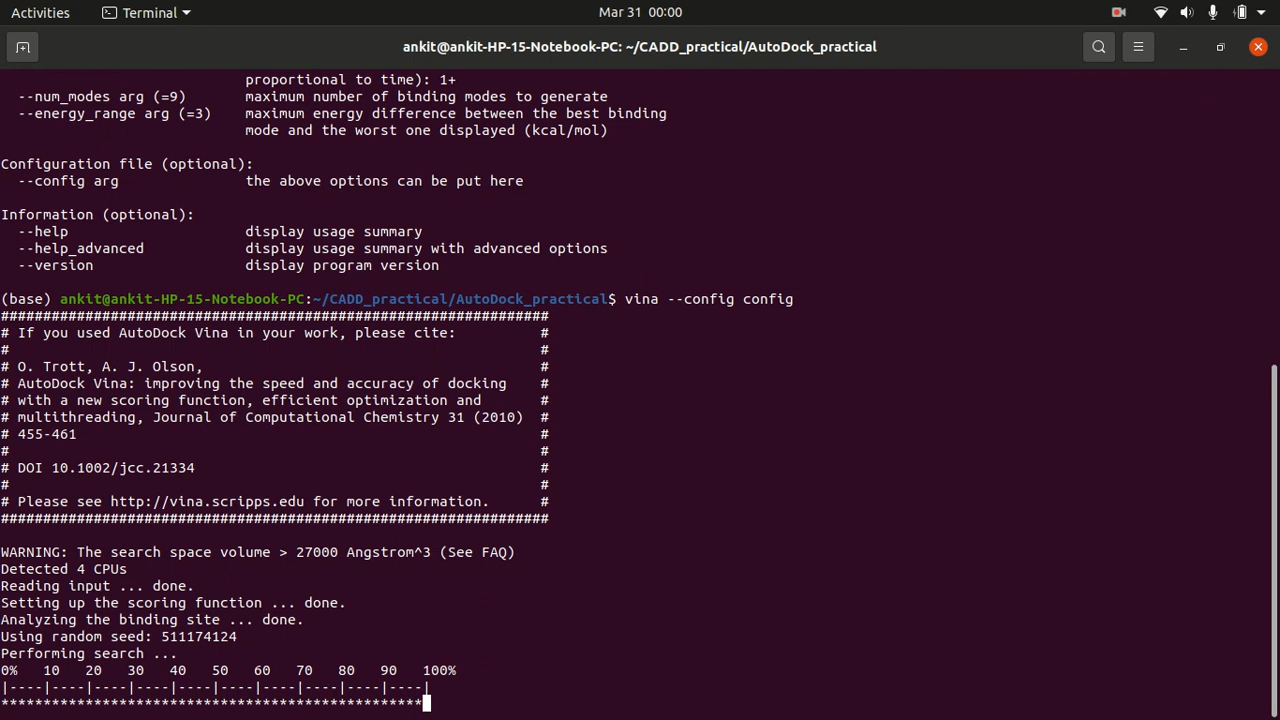 Activities Terminal Mar 31 00:00
ankit@ankit-HP-15-Notebook-PC: ~/CADD_practical/AutoDock_practical
proportional to time): 1+
--num_modes arg (=9) maximum number of binding modes to generate
--energy_range arg (=3) maximum energy difference between the best binding
mode and the worst one displayed (kcal/mol)
Configuration file (optional):
--config arg the above options can be put here
Information (optional):
--help display usage summary
--help_advanced display usage summary with advanced options
--version display program version
(base) ankit@ankit-HP-15-Notebook-PC:~/CADD_practical/AutoDock_practical$ vina --config config
#################################################################
# If you used AutoDock Vina in your work, please cite: #
# #
# O. Trott, A. J. Olson, #
# AutoDock Vina: improving the speed and accuracy of docking #
# with a new scoring function, efficient optimization and #
# multithreading, Journal of Computational Chemistry 31 (2010) #
# 455-461 #
# #
# DOI 10.1002/jcc.21334 #
# #
# Please see http://vina.scripps.edu for more information. #
#################################################################
WARNING: The search space volume > 27000 Angstrom^3 (See FAQ)
Detected 4 CPUs
Reading input ... done.
Setting up the scoring function ... done.
Analyzing the binding site ... done.
Using random seed: 511174124
Performing search ...
0% 10 20 30 40 50 60 70 80 90 100%
|----|----|----|----|----|----|----|----|----|----|
**************************************************